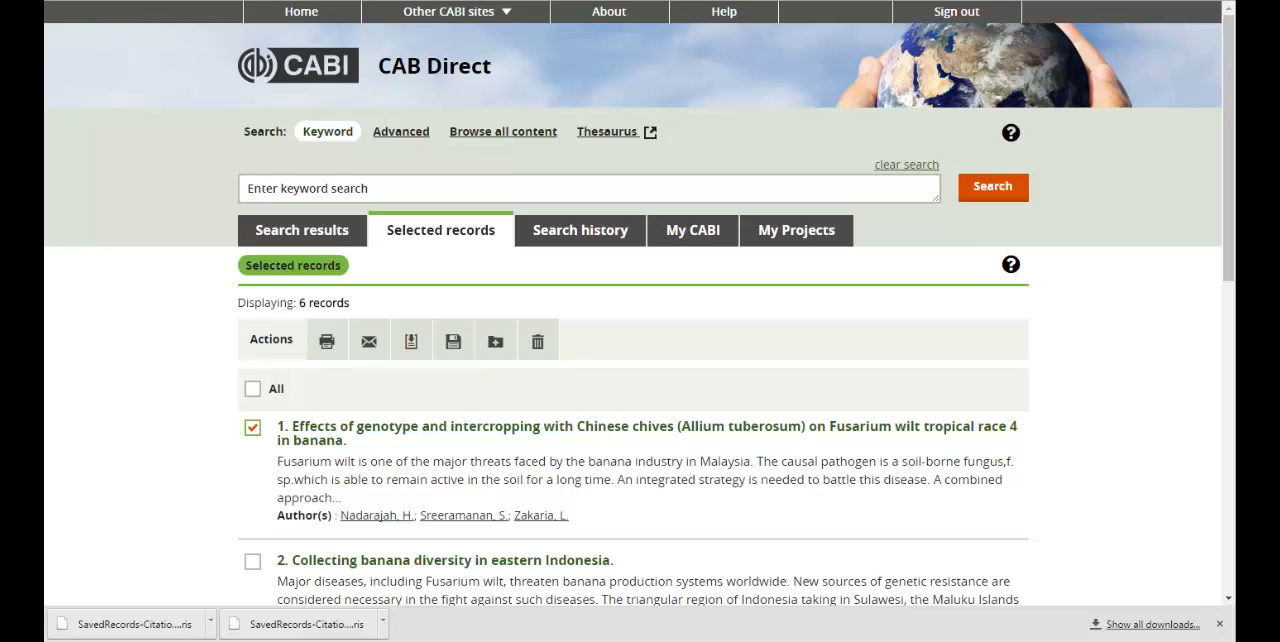 Home Other CABI sites ▼ About Help Sign out
CABI CAB Direct
Search: Keyword Advanced Browse all content Thesaurus
clear search
Enter keyword search Search
Search results Selected records Search history My CABI My Projects
Selected records
Displaying: 6 records
Actions
All
1. Effects of genotype and intercropping with Chinese chives (Allium tuberosum) on Fusarium wilt tropical race 4
in banana.
Fusarium wilt is one of the major threats faced by the banana industry in Malaysia. The causal pathogen is a soil-borne fungus,f.
sp.which is able to remain active in the soil for a long time. An integrated strategy is needed to battle this disease. A combined
approach...
Author(s) : Nadarajah, H.; Sreeramanan, S.; Zakaria, L.
2. Collecting banana diversity in eastern Indonesia.
Major diseases, including Fusarium wilt, threaten banana production systems worldwide. New sources of genetic resistance are
considered necessary in the fight against such diseases. The triangular region of Indonesia taking in Sulawesi, the Maluku Islands
SavedRecords-Citatio....ris SavedRecords-Citatio....ris Show all downloads...